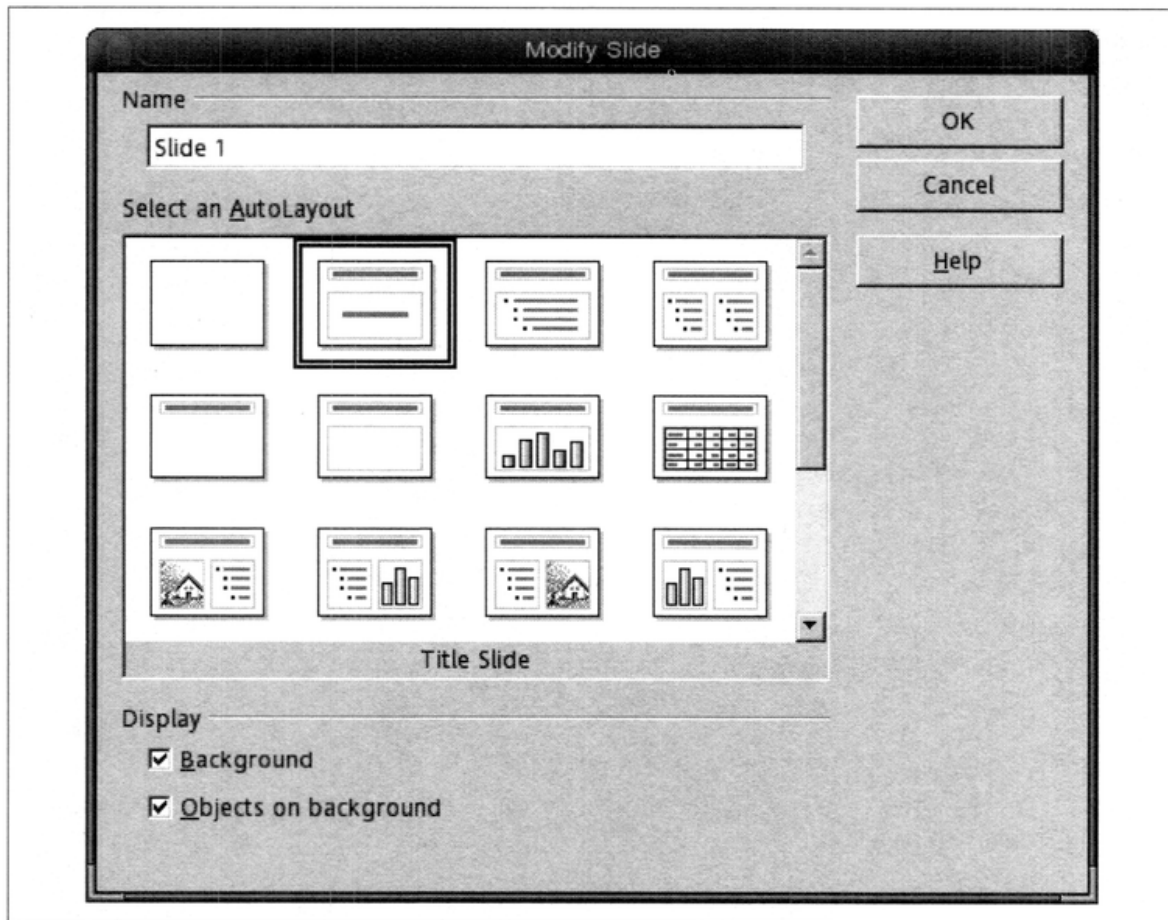 Modify Slide
Name
Slide 1
OK
Cancel
Help
Select an AutoLayout
Title Slide
Display
Background
Objects on background